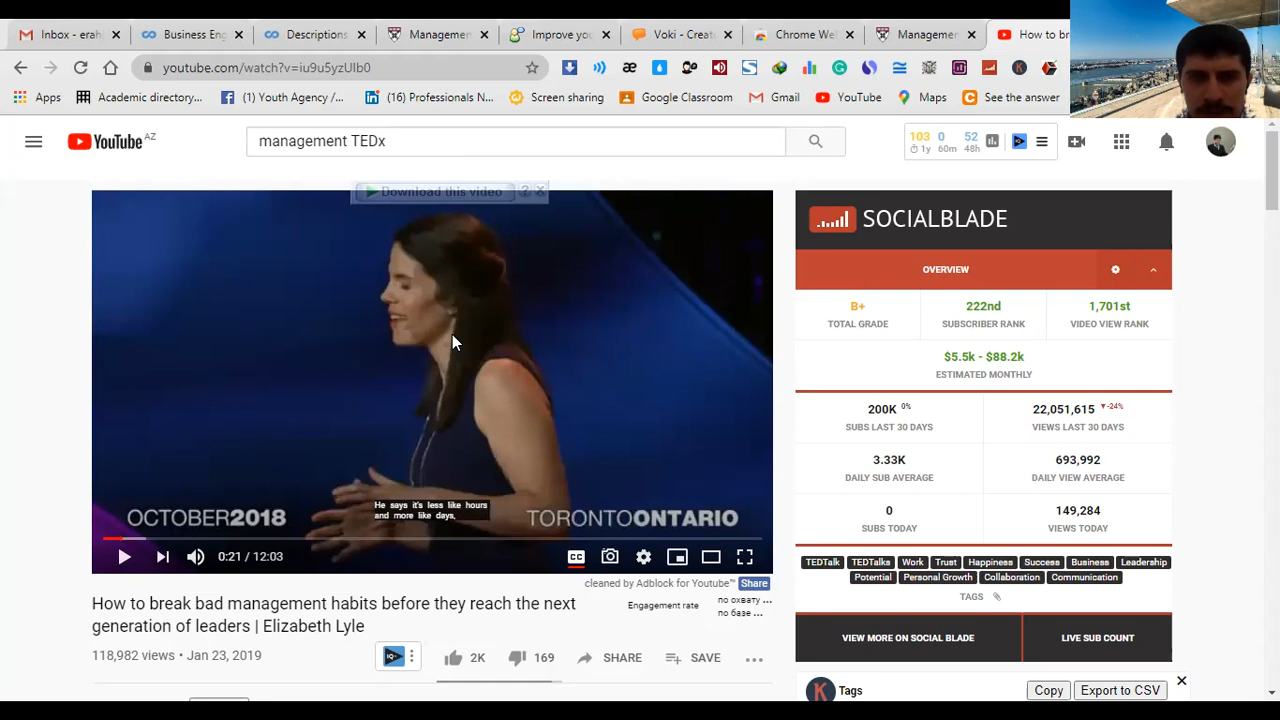 Inbox - erah
Business Eng
Descriptions
Managemen
Improve you
Voki - Creat
Chrome We
Managemen
How to br
youtube.com/watch?v=iu9u5yzUIb0
Apps
Academic directory...
(1) Youth Agency /...
(16) Professionals N...
Screen sharing
Google Classroom
Gmail
YouTube
Maps
See the answer
YouTube AZ
management TEDx
103 0 52
1y 60m 48h
Download this video
OCTOBER2018
He says it's less like hours
and more like days,
TORONTOONTARIO
0:21 / 12:03
CC
cleaned by Adblock for Youtube™ Share
How to break bad management habits before they reach the next
generation of leaders | Elizabeth Lyle
Engagement rate
по охвату ...
по базе ...
118,982 views • Jan 23, 2019
2K
169
SHARE
SAVE
SOCIALBLADE
OVERVIEW
B+ 222nd 1,701st
TOTAL GRADE SUBSCRIBER RANK VIDEO VIEW RANK
$5.5k - $88.2k
ESTIMATED MONTHLY
200K 0% 22,051,615 ▼-24%
SUBS LAST 30 DAYS VIEWS LAST 30 DAYS
3.33K 693,992
DAILY SUB AVERAGE DAILY VIEW AVERAGE
0 149,284
SUBS TODAY VIEWS TODAY
TEDTalk TEDTalks Work Trust Happiness Success Business Leadership
Potential Personal Growth Collaboration Communication
TAGS
VIEW MORE ON SOCIAL BLADE LIVE SUB COUNT
K Tags Copy Export to CSV